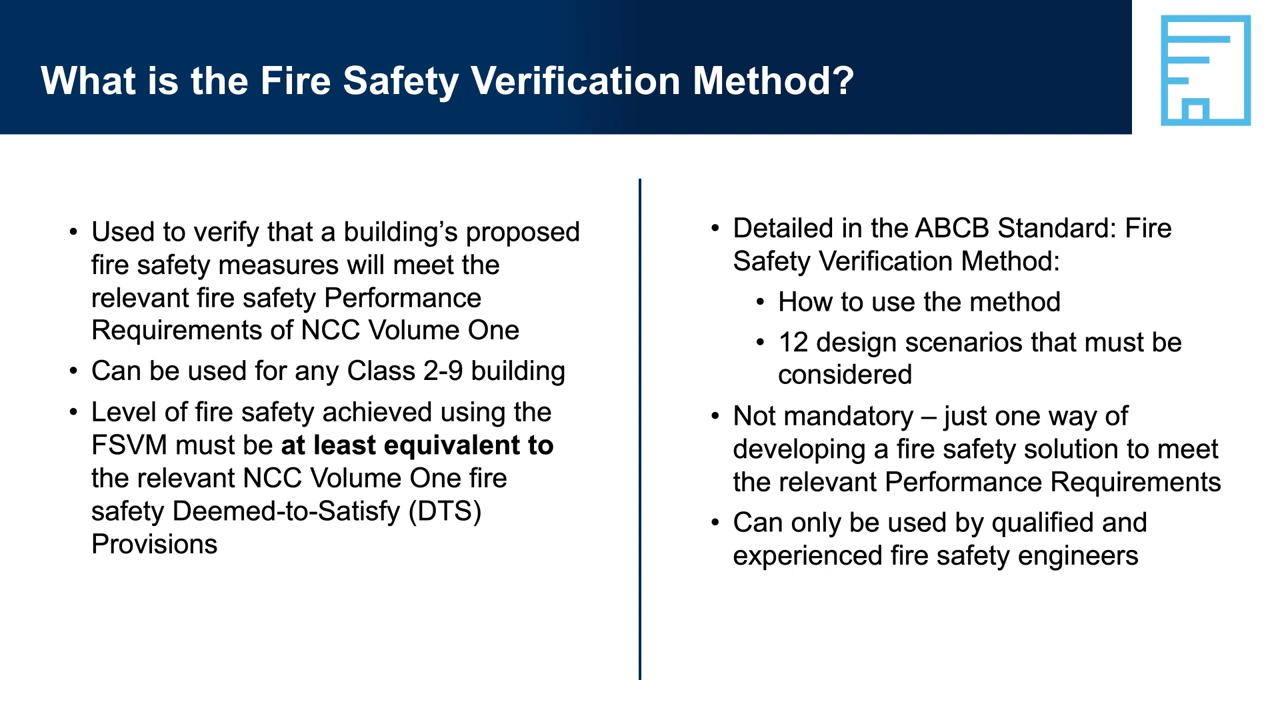 What is the Fire Safety Verification Method?
• Used to verify that a building’s proposed
fire safety measures will meet the
relevant fire safety Performance
Requirements of NCC Volume One
• Can be used for any Class 2-9 building
• Level of fire safety achieved using the
FSVM must be at least equivalent to
the relevant NCC Volume One fire
safety Deemed-to-Satisfy (DTS)
Provisions
• Detailed in the ABCB Standard: Fire
Safety Verification Method:
• How to use the method
• 12 design scenarios that must be
considered
• Not mandatory – just one way of
developing a fire safety solution to meet
the relevant Performance Requirements
• Can only be used by qualified and
experienced fire safety engineers